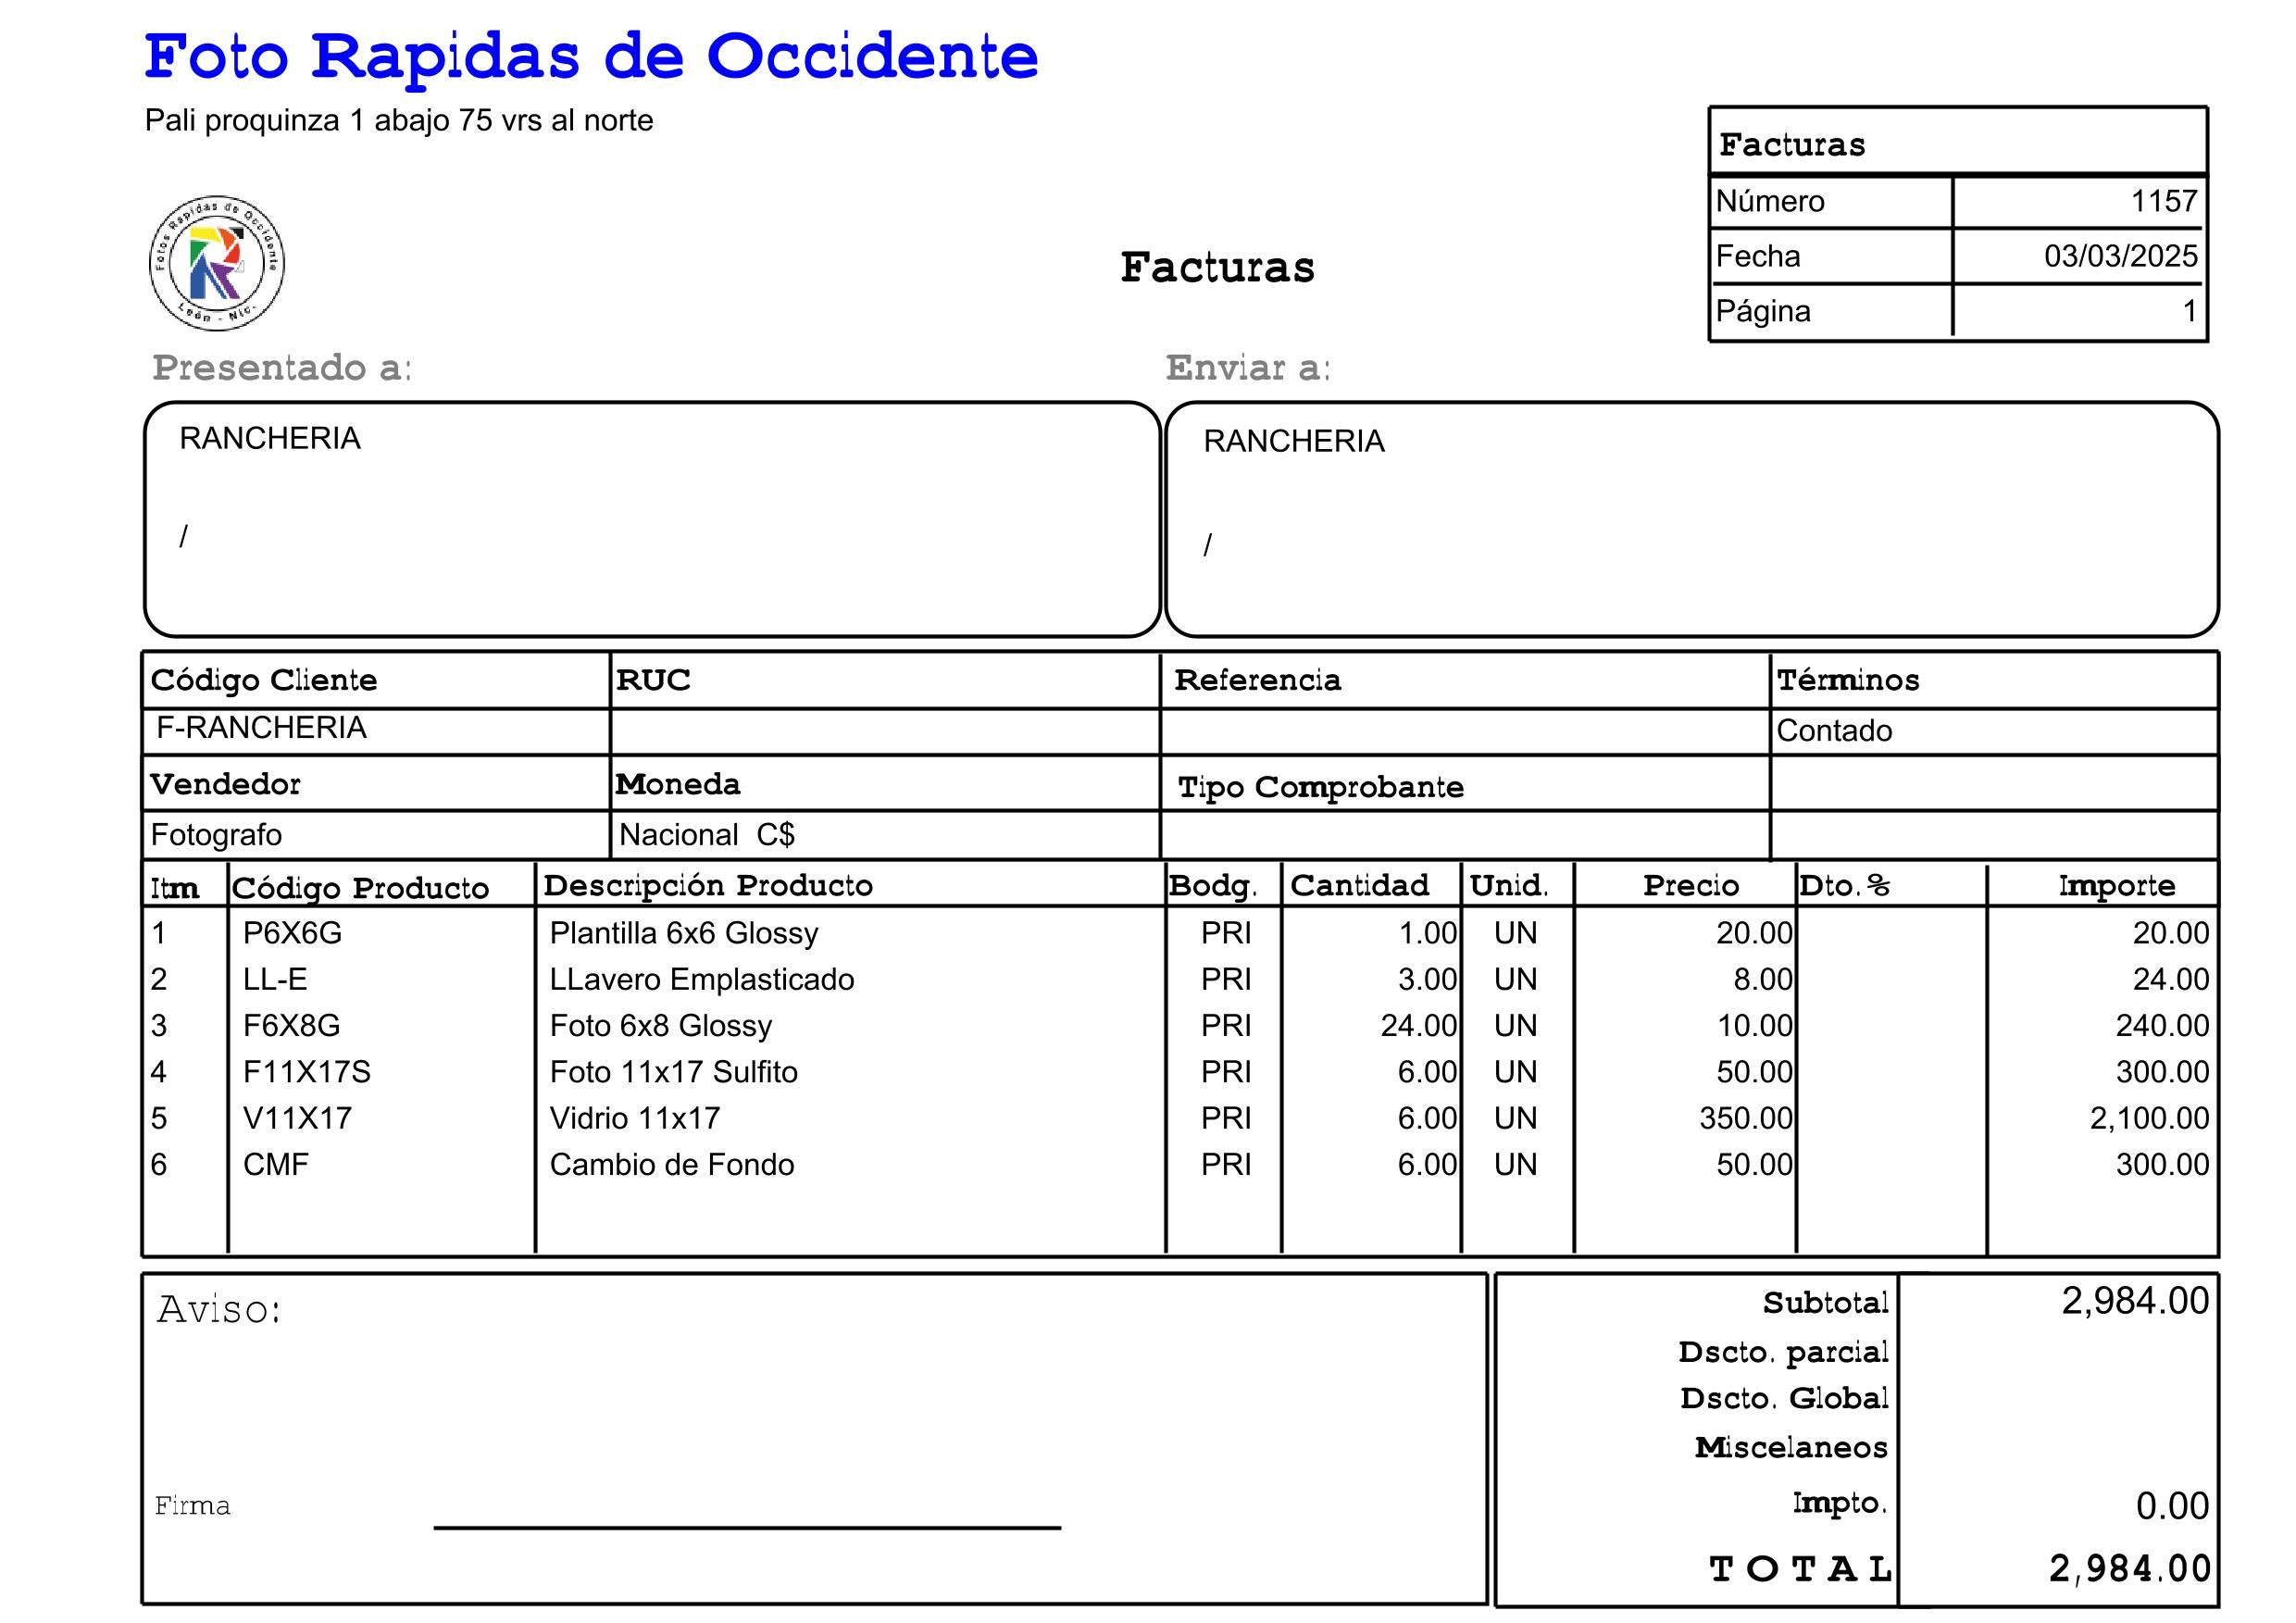 Foto Rapidas de Occidente
Pali proquinza 1 abajo 75 vrs al norte
Facturas
Número 1157
Fecha 03/03/2025
Página 1
Fotos Rapidas de Occidente
León - Nic.
Facturas
Presentado a: Enviar a:
RANCHERIA RANCHERIA
/ /
Código Cliente RUC Referencia Términos
F-RANCHERIA Contado
Vendedor Moneda Tipo Comprobante
Fotografo Nacional C$
Itm Código Producto Descripción Producto Bodg. Cantidad Unid. Precio Dto.% Importe
1 P6X6G Plantilla 6x6 Glossy PRI 1.00 UN 20.00 20.00
2 LL-E LLavero Emplasticado PRI 3.00 UN 8.00 24.00
3 F6X8G Foto 6x8 Glossy PRI 24.00 UN 10.00 240.00
4 F11X17S Foto 11x17 Sulfito PRI 6.00 UN 50.00 300.00
5 V11X17 Vidrio 11x17 PRI 6.00 UN 350.00 2,100.00
6 CMF Cambio de Fondo PRI 6.00 UN 50.00 300.00
Aviso:
Subtotal 2,984.00
Dscto. parcial
Dscto. Global
Miscelaneos
Firma
Impto. 0.00
TOTAL 2,984.00